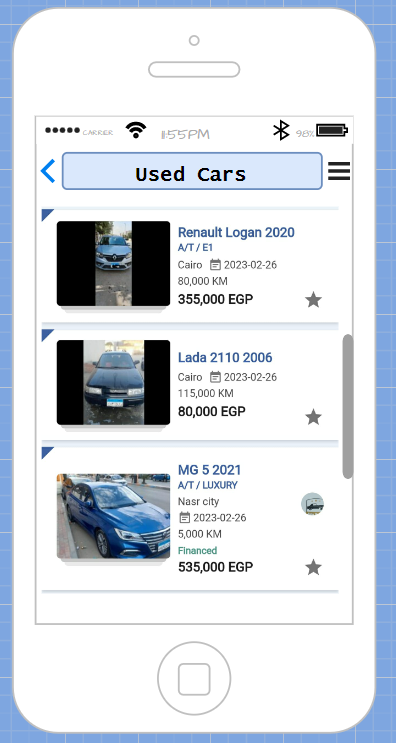 CARRER 11:55PM 98%
Used Cars
Renault Logan 2020
A/T / E1
Cairo 2023-02-26
80,000 KM
355,000 EGP
Lada 2110 2006
Cairo 2023-02-26
115,000 KM
80,000 EGP
MG 5 2021
A/T / LUXURY
Nasr city
2023-02-26
5,000 KM
Financed
535,000 EGP